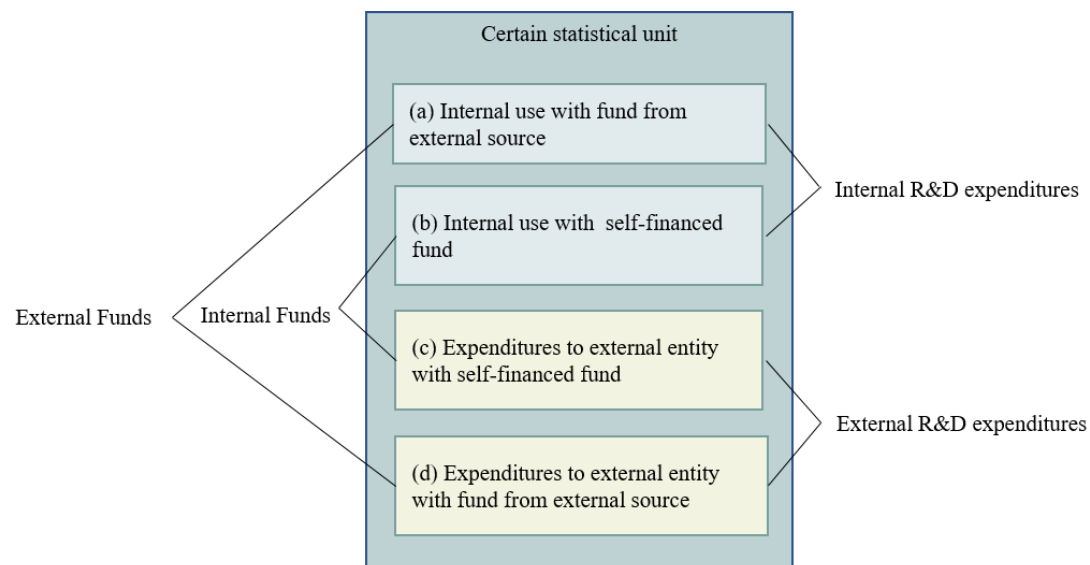 Certain statistical unit
(a) Internal use with fund from
external source
Internal R&D expenditures
(b) Internal use with self-financed
fund
External Funds
Internal Funds
(c) Expenditures to external entity
with self-financed fund
External R&D expenditures
(d) Expenditures to external entity
with fund from external source